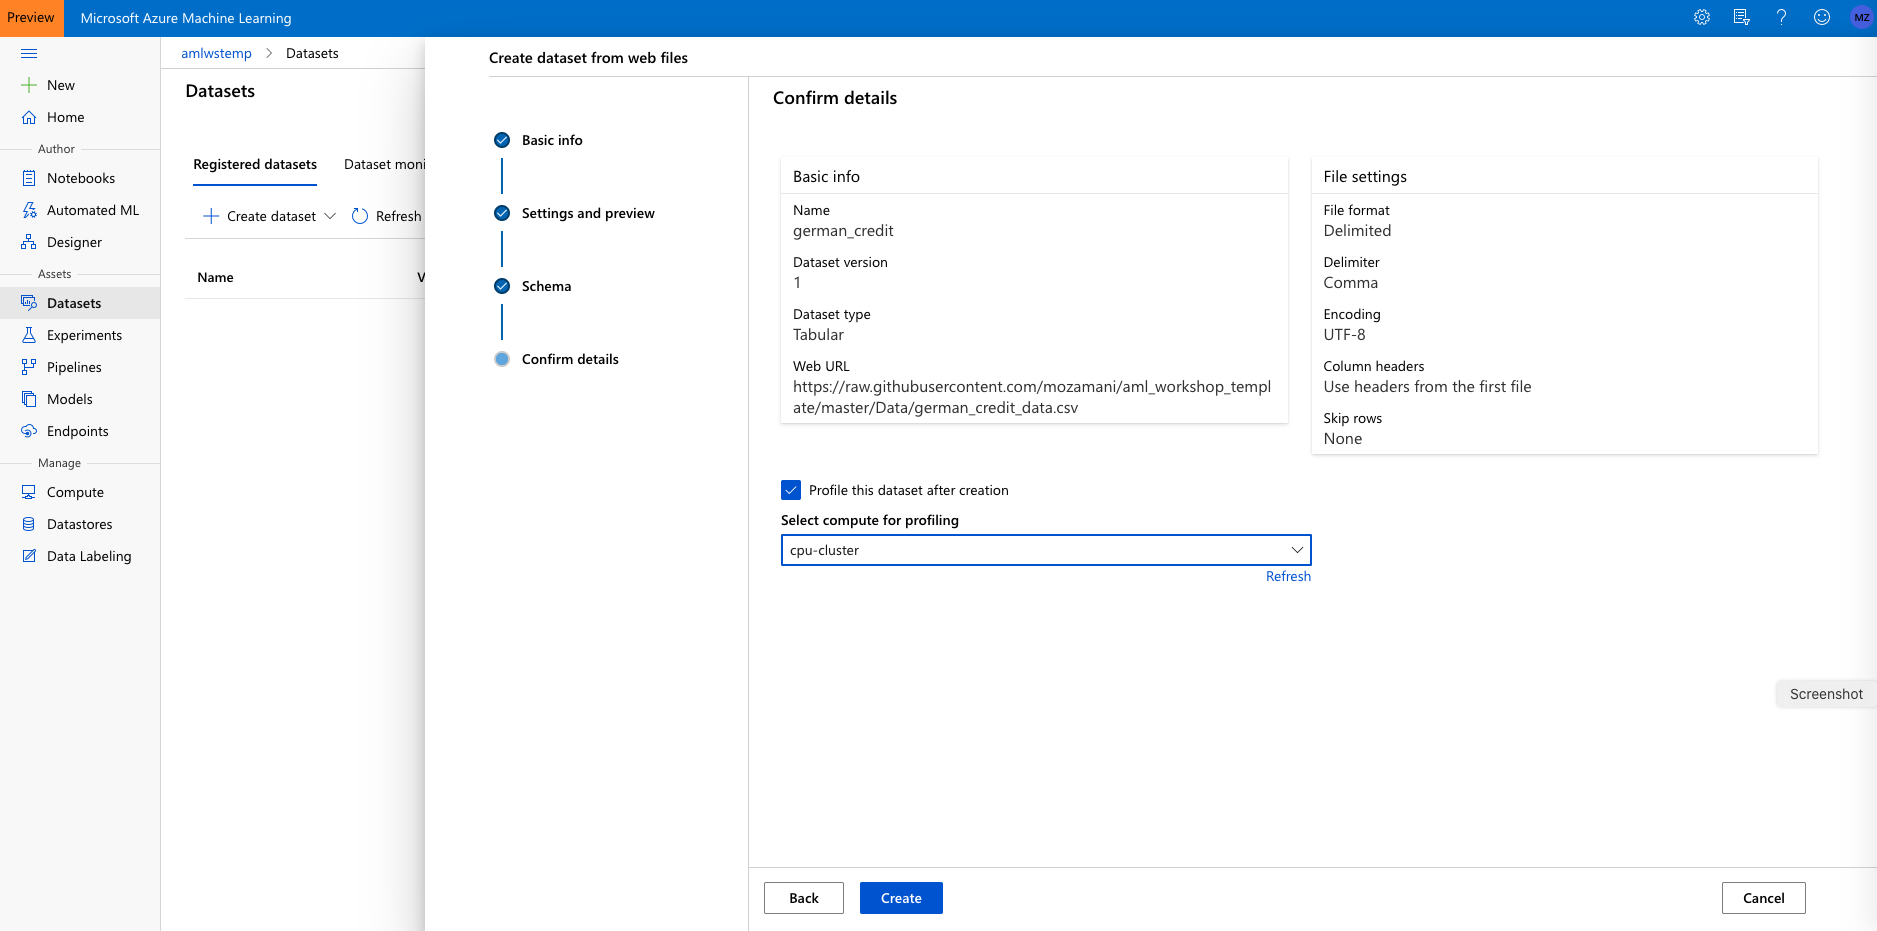 Preview
Microsoft Azure Machine Learning
MZ
New
Home
Author
Notebooks
Automated ML
Designer
Assets
Datasets
Experiments
Pipelines
Models
Endpoints
Manage
Compute
Datastores
Data Labeling
amlwstemp > Datasets
Datasets
Registered datasets
Dataset moni
Create dataset
Refresh
Name
V
Create dataset from web files
Basic info
Settings and preview
Schema
Confirm details
Confirm details
Basic info
Name
german_credit
Dataset version
1
Dataset type
Tabular
Web URL
https://raw.githubusercontent.com/mozamani/aml_workshop_templ
ate/master/Data/german_credit_data.csv
File settings
File format
Delimited
Delimiter
Comma
Encoding
UTF-8
Column headers
Use headers from the first file
Skip rows
None
Profile this dataset after creation
Select compute for profiling
cpu-cluster
Refresh
Screenshot
Back
Create
Cancel